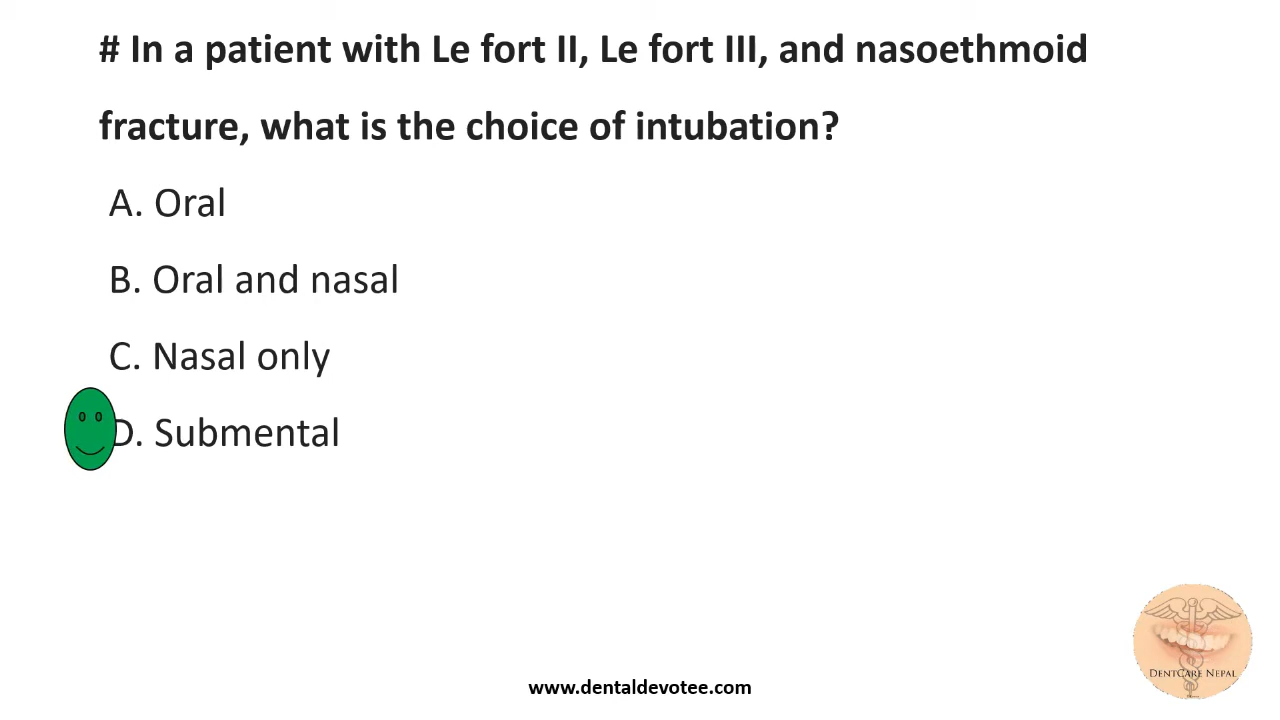 # In a patient with Le fort II, Le fort III, and nasoethmoid
fracture, what is the choice of intubation?
A. Oral
B. Oral and nasal
C. Nasal only
D. Submental
DentCare Nepal
www.dentaldevotee.com